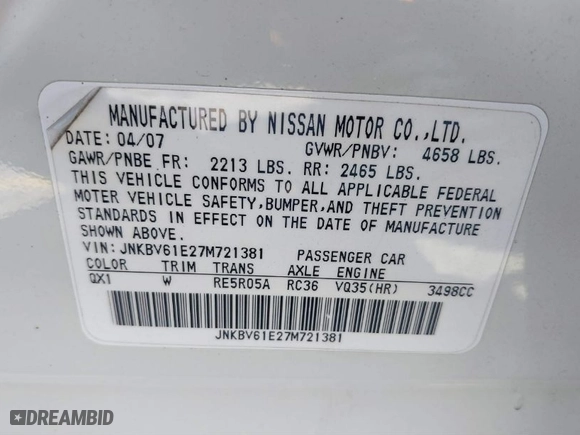 MANUFACTURED BY NISSAN MOTOR CO.,LTD.
DATE: 04/07 GVWR/PNBV: 4658 LBS.
GAWR/PNBE FR: 2213 LBS. RR: 2465 LBS.
THIS VEHICLE CONFORMS TO ALL APPLICABLE FEDERAL
MOTOR VEHICLE SAFETY,BUMPER,AND THEFT PREVENTION
STANDARDS IN EFFECT ON THE DATE OF MANUFACTURE
SHOWN ABOVE.
VIN: JNKBV61E27M721381 PASSENGER CAR
COLOR TRIM TRANS AXLE ENGINE
QX1 W RE5R05A RC36 VQ35(HR) 3498CC
JNKBV61E27M721381
DREAMBID